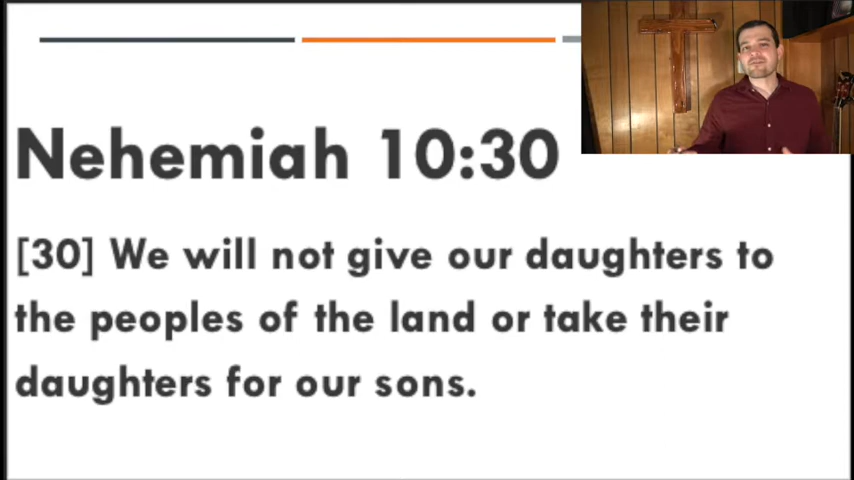 Nehemiah 10:30
[30] We will not give our daughters to
the peoples of the land or take their
daughters for our sons.